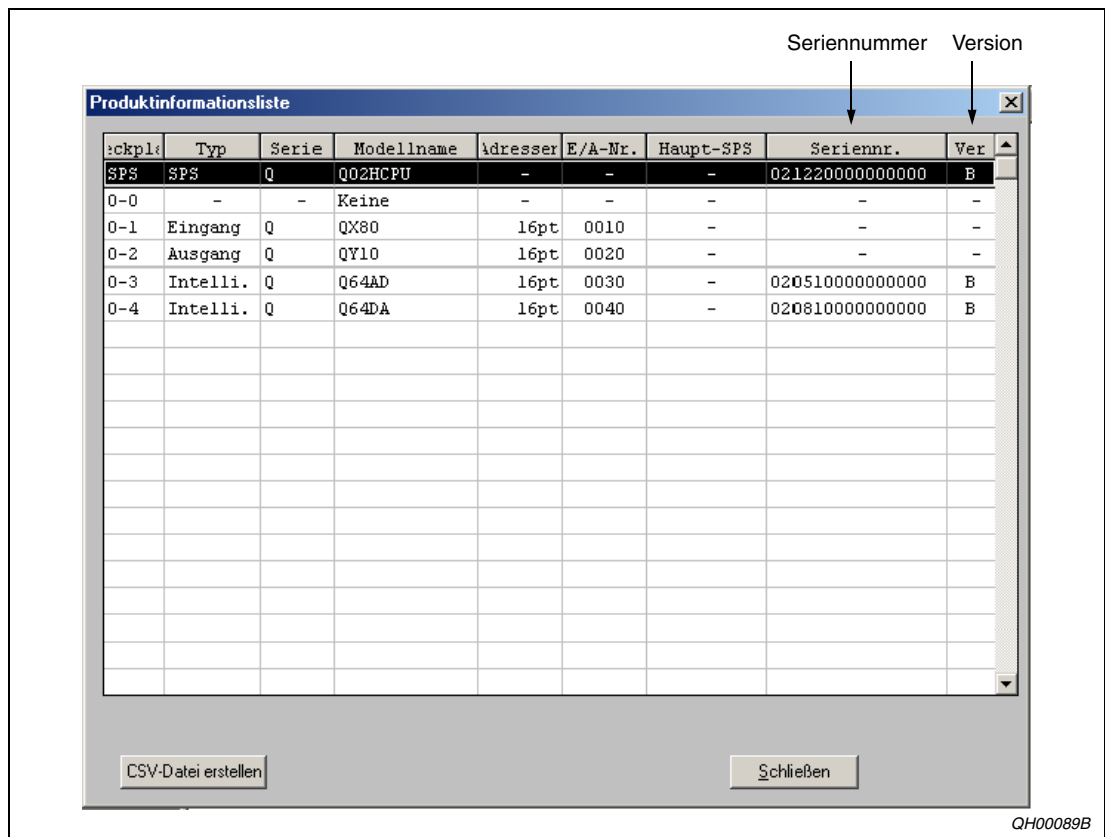 Seriennummer Version
Produktinformationsliste
Typ Serie Modellname E/A-Nr. Haupt-SPS Seriennr. Ver
SPS SPS Q Q02HCPU - - - 021220000000000 B
0-0 - - Keine - - - - -
0-1 Eingang Q QX80 16pt 0010 - - -
0-2 Ausgang Q QY10 16pt 0020 - - -
0-3 Intelli. Q Q64AD 16pt 0030 - 020510000000000 B
0-4 Intelli. Q Q64DA 16pt 0040 - 020810000000000 B
CSV-Datei erstellen Schließen
QH00089B